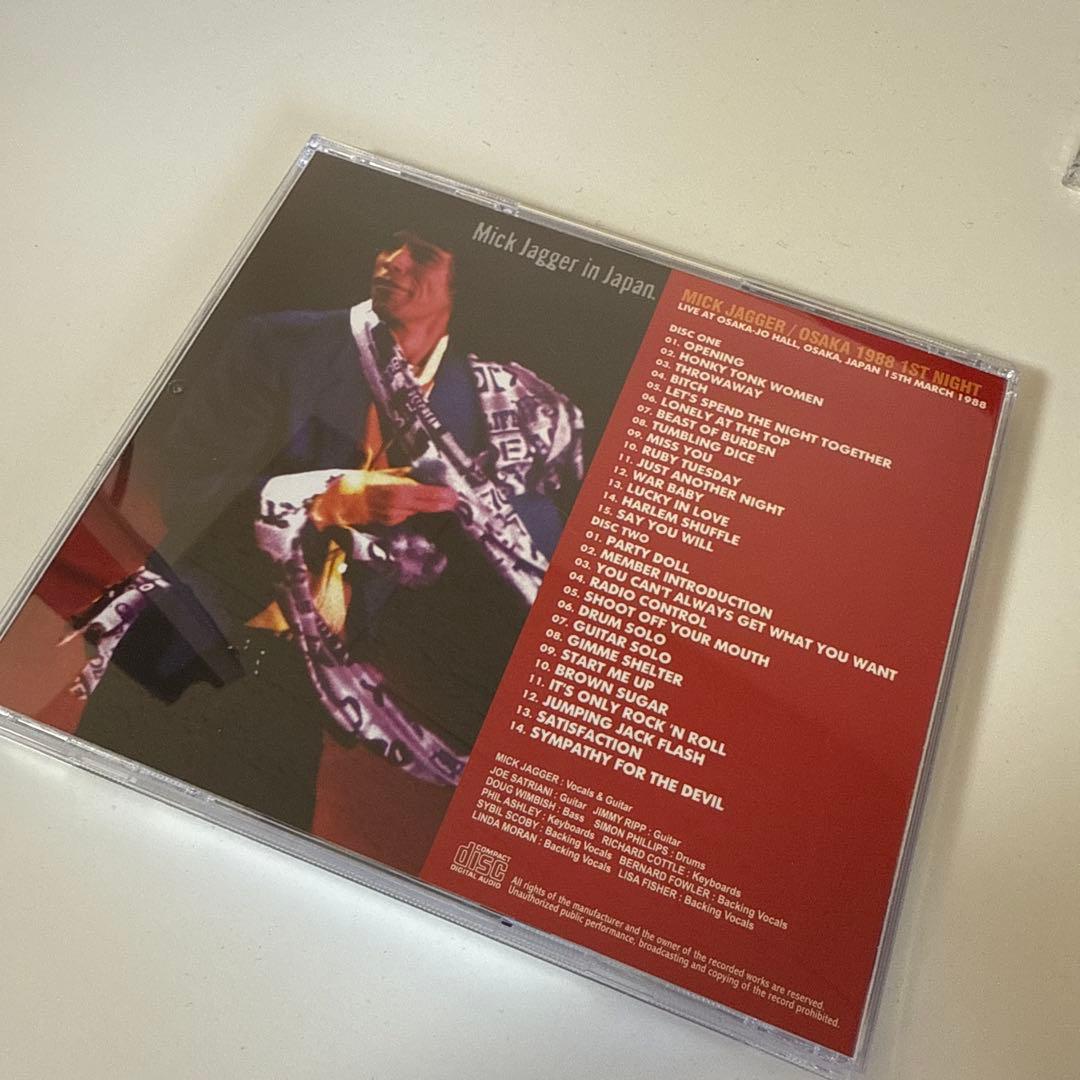 Mick Jagger in Japan.
MICK JAGGER / OSAKA 1988 1ST NIGHT
LIVE AT OSAKA-JO HALL, OSAKA, JAPAN 15TH MARCH 1988
DISC ONE
01. OPENING
02. HONKY TONK WOMEN
03. THROWAWAY
04. BITCH
05. LET'S SPEND THE NIGHT TOGETHER
06. LONELY AT THE TOP
07. BEAST OF BURDEN
08. TUMBLING DICE
09. MISS YOU
10. RUBY TUESDAY
11. JUST ANOTHER NIGHT
12. WAR BABY
13. LUCKY IN LOVE
14. HARLEM SHUFFLE
15. SAY YOU WILL
DISC TWO
01. PARTY DOLL
02. MEMBER INTRODUCTION
03. YOU CAN'T ALWAYS GET WHAT YOU WANT
04. RADIO CONTROL
05. SHOOT OFF YOUR MOUTH
06. DRUM SOLO
07. GUITAR SOLO
08. GIMME SHELTER
09. START ME UP
10. BROWN SUGAR
11. IT'S ONLY ROCK 'N ROLL
12. JUMPING JACK FLASH
13. SATISFACTION
14. SYMPATHY FOR THE DEVIL
MICK JAGGER : Vocals & Guitar
JOE SATRIANI : Guitar JIMMY RIPP : Guitar
DOUG WIMBISH : Bass SIMON PHILLIPS : Drums
PHIL ASHLEY : Keyboards RICHARD COTTLE : Keyboards
SYBIL SCOBY : Backing Vocals BERNARD FOWLER : Backing Vocals
LINDA MORAN : Backing Vocals LISA FISHER : Backing Vocals
COMPACT
disc
DIGITAL AUDIO
All rights of the manufacturer and the owner of the recorded works are reserved.
Unauthorized public performance, broadcasting and copying of the record prohibited.